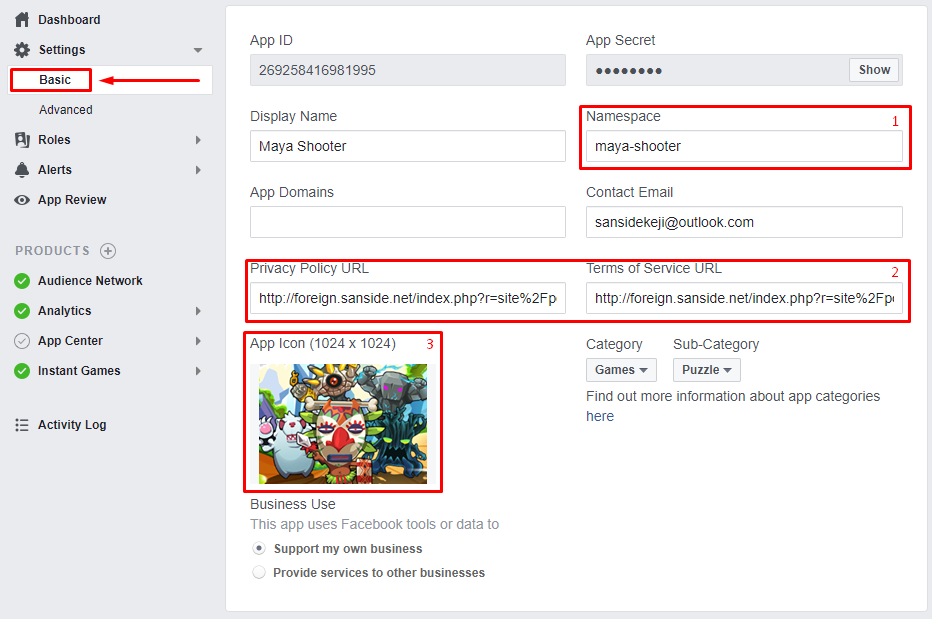 Dashboard
Settings
Basic
Advanced
Roles
Alerts
App Review
PRODUCTS
Audience Network
Analytics
App Center
Instant Games
Activity Log
App ID
269258416981995
App Secret
●●●●●●●●
Show
Display Name
Maya Shooter
Namespace
1
maya-shooter
App Domains
Contact Email
sansidekeji@outlook.com
Privacy Policy URL
http://foreign.sanside.net/index.php?r=site%2Fp
Terms of Service URL
2
http://foreign.sanside.net/index.php?r=site%2Fp
App Icon (1024 x 1024)
3
Category
Games
Sub-Category
Puzzle
Find out more information about app categories
here
Business Use
This app uses Facebook tools or data to
Support my own business
Provide services to other businesses